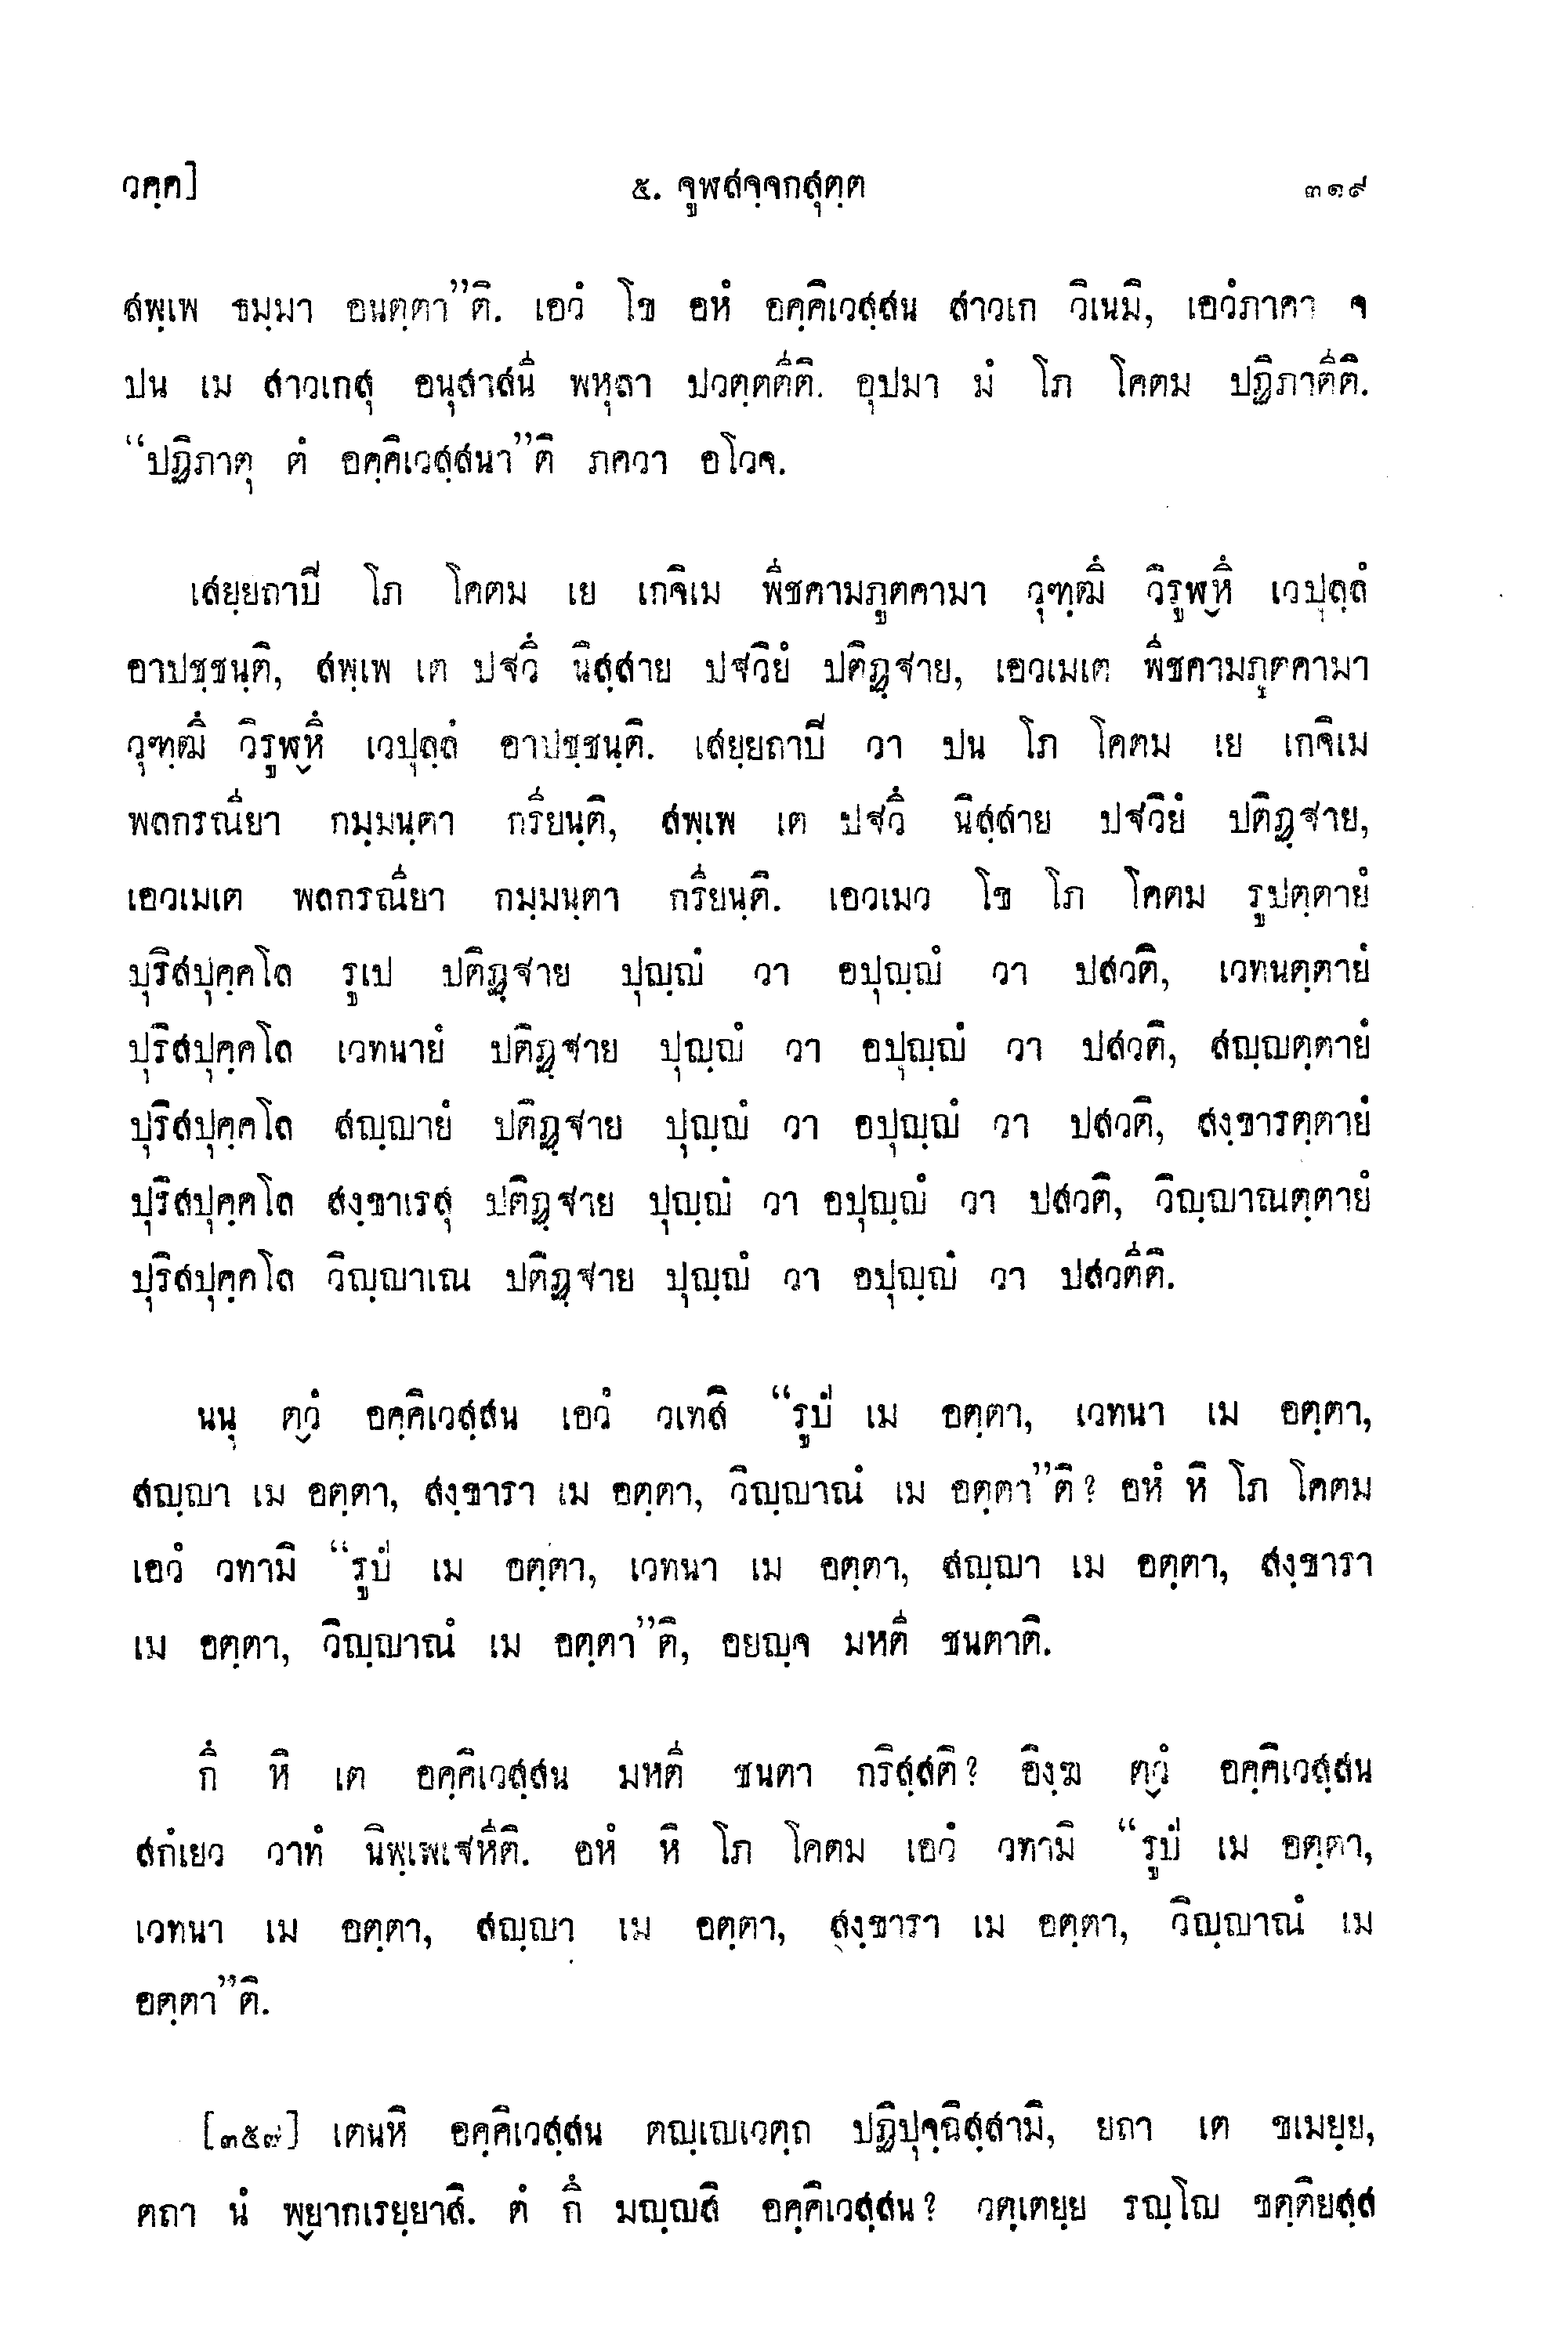 วคฺค] ๕. จูฬสจฺจกสุตฺต ๓๑๙
สพฺเพ ธมฺมา อนตฺตา”ติ. เอวํ โข อหํ อคฺคิเวสฺสน สาวเก วิเนมิ, เอวํภาคา จ
ปน เม สาวเกสุ อนุสาสนี พหุลา ปวตฺตตีติ. อุปมา มํ โภ โคตม ปฏิภาตีติ.
“ปฏิภาตุ ตํ อคฺคิเวสฺสนา”ติ ภควา อโวจ.
เสยฺยถาปิ โภ โคตม เย เกจิเม พีชคามภูตคามา วุฑฺฒึ วิรูฬฺหึ เวปุลฺลํ
อาปชฺชนฺติ, สพฺเพ เต ปฐวึ นิสฺสาย ปฐวิยํ ปติฏฺฐาย, เอวเมเต พีชคามภูตคามา
วุฑฺฒึ วิรูฬฺหึ เวปุลฺลํ อาปชฺชนฺติ. เสยฺยถาปิ วา ปน โภ โคตม เย เกจิเม
พลกรณียา กมฺมนฺตา กรียนฺติ, สพฺเพ เต ปฐวึ นิสฺสาย ปฐวิยํ ปติฏฺฐาย,
เอวเมเต พลกรณียา กมฺมนฺตา กรียนฺติ. เอวเมว โข โภ โคตม รูปตฺตายํ
ปุริสปุคฺคโล รูเป ปติฏฺฐาย ปุญฺญํ วา อปุญฺญํ วา ปสวติ, เวทนตฺตายํ
ปุริสปุคฺคโล เวทนายํ ปติฏฺฐาย ปุญฺญํ วา อปุญฺญํ วา ปสวติ, สญฺญตฺตายํ
ปุริสปุคฺคโล สญฺญายํ ปติฏฺฐาย ปุญฺญํ วา อปุญฺญํ วา ปสวติ, สงฺขารตฺตายํ
ปุริสปุคฺคโล สงฺขาเรสุ ปติฏฺฐาย ปุญฺญํ วา อปุญฺญํ วา ปสวติ, วิญฺญาณตฺตายํ
ปุริสปุคฺคโล วิญฺญาเณ ปติฏฺฐาย ปุญฺญํ วา อปุญฺญํ วา ปสวตีติ.
นนุ ตฺวํ อคฺคิเวสฺสน เอวํ วเทสิ “รูปํ เม อตฺตา, เวทนา เม อตฺตา,
สญฺญา เม อตฺตา, สงฺขารา เม อตฺตา, วิญฺญาณํ เม อตฺตา”ติ? อหํ หิ โภ โคตม
เอวํ วทามิ “รูปํ เม อตฺตา, เวทนา เม อตฺตา, สญฺญา เม อตฺตา, สงฺขารา
เม อตฺตา, วิญฺญาณํ เม อตฺตา”ติ, อยญฺจ มหตี ชนตาติ.
กึ หิ เต อคฺคิเวสฺสน มหตี ชนตา กริสฺสติ? อิงฺฆ ตฺวํ อคฺคิเวสฺสน
สกํเยว วาทํ นิพฺเพเฐหีติ. อหํ หิ โภ โคตม เอวํ วทามิ “รูปํ เม อตฺตา,
เวทนา เม อตฺตา, สญฺญา เม อตฺตา, สงฺขารา เม อตฺตา, วิญฺญาณํ เม
อตฺตา”ติ.
[๓๕๗] เตนหิ อคฺคิเวสฺสน ตญฺเญเวตฺถ ปฏิปุจฺฉิสฺสามิ, ยถา เต ขเมยฺย,
ตถา นํ พฺยากเรยฺยาสิ. ตํ กึ มญฺญสิ อคฺคิเวสฺสน? วตฺเตยฺย รญฺโญ ขตฺติยสฺส